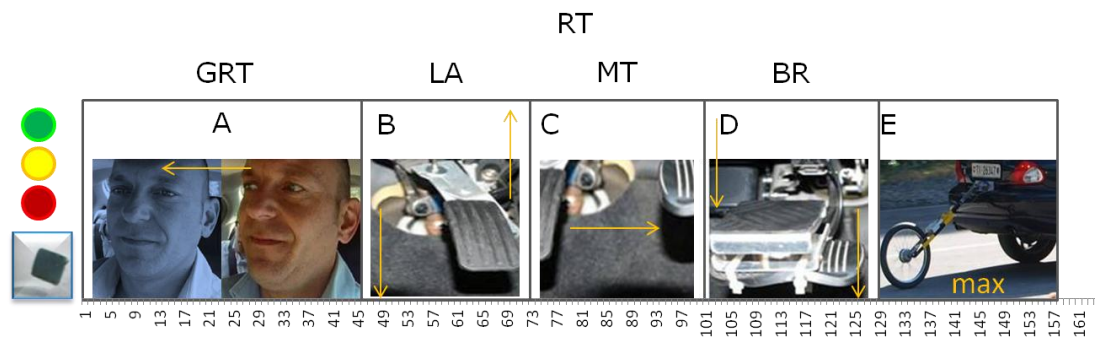 RT
GRT LA MT BR
A B C D E
max
1 5 9 13 17 21 25 29 33 37 41 45 49 53 57 61 65 69 73 77 81 85 89 93 97 101 105 109 113 117 121 125 129 133 137 141 145 149 153 157 161